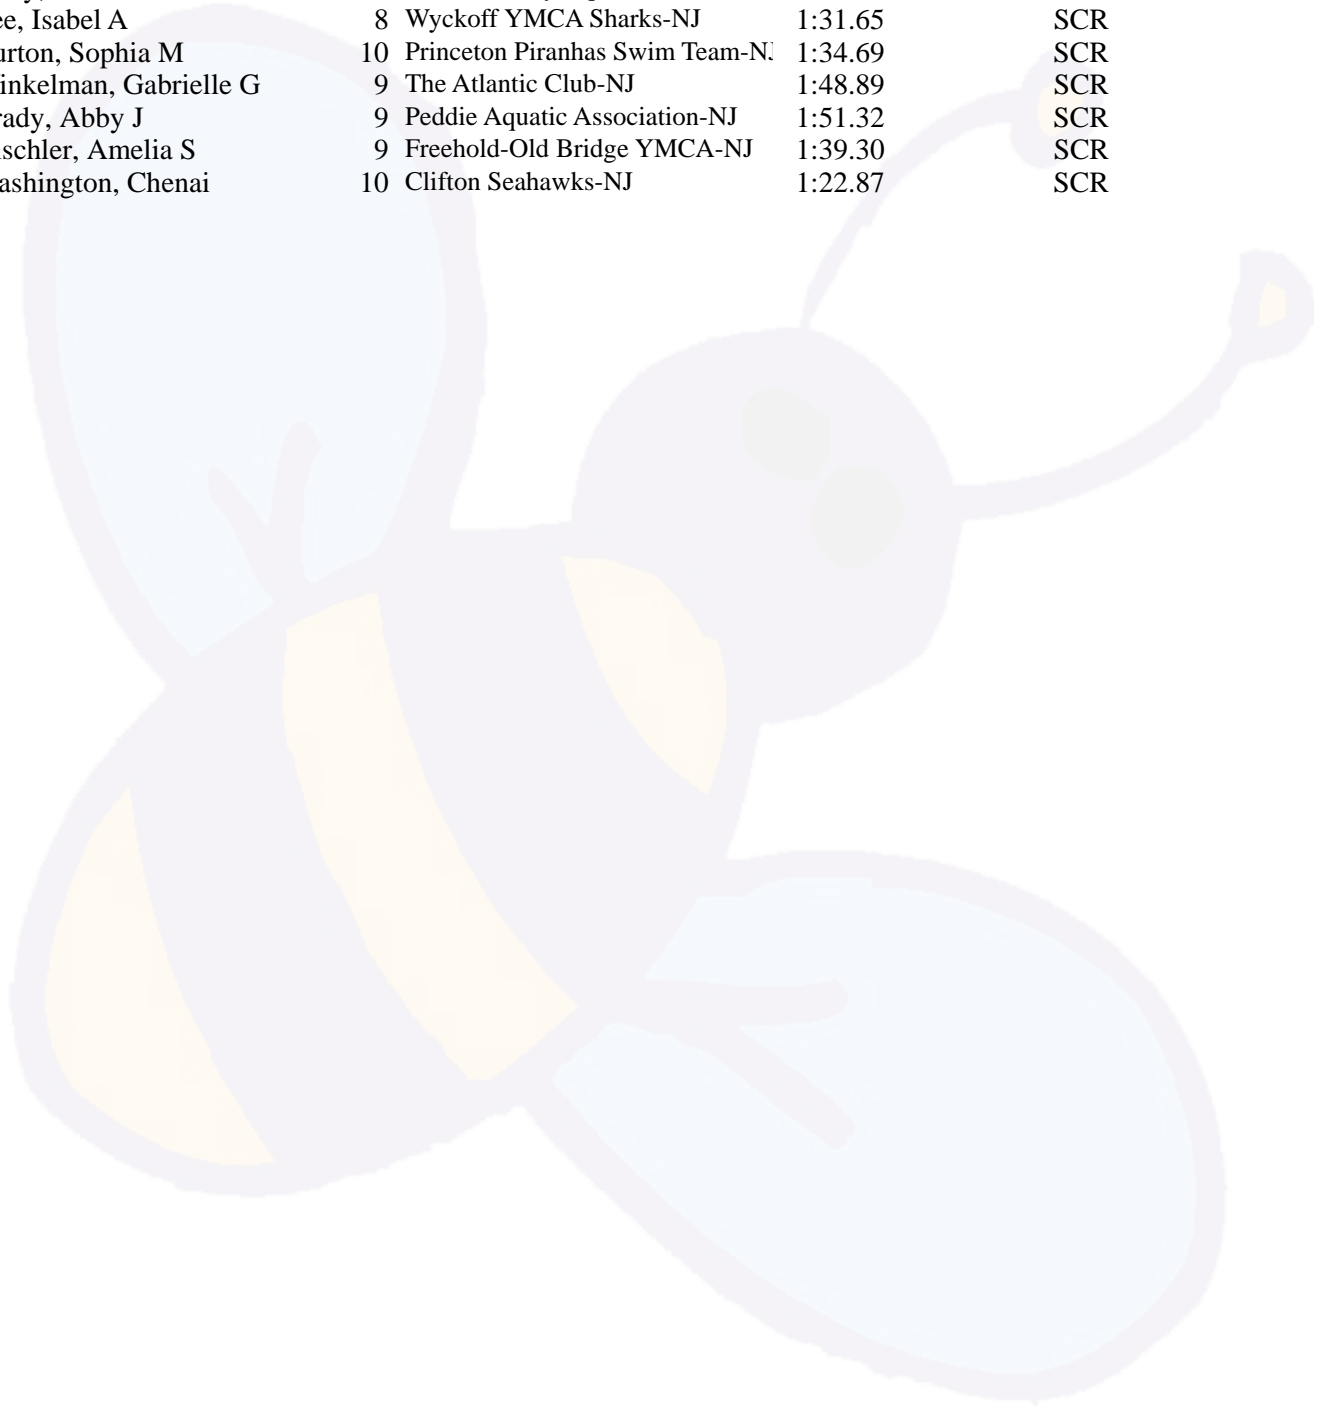 ee, Isabel A 8 Wyckoff YMCA Sharks-NJ 1:31.65 SCR
urton, Sophia M 10 Princeton Piranhas Swim Team-NJ 1:34.69 SCR
inkelman, Gabrielle G 9 The Atlantic Club-NJ 1:48.89 SCR
rady, Abby J 9 Peddie Aquatic Association-NJ 1:51.32 SCR
schler, Amelia S 9 Freehold-Old Bridge YMCA-NJ 1:39.30 SCR
ashington, Chenai 10 Clifton Seahawks-NJ 1:22.87 SCR